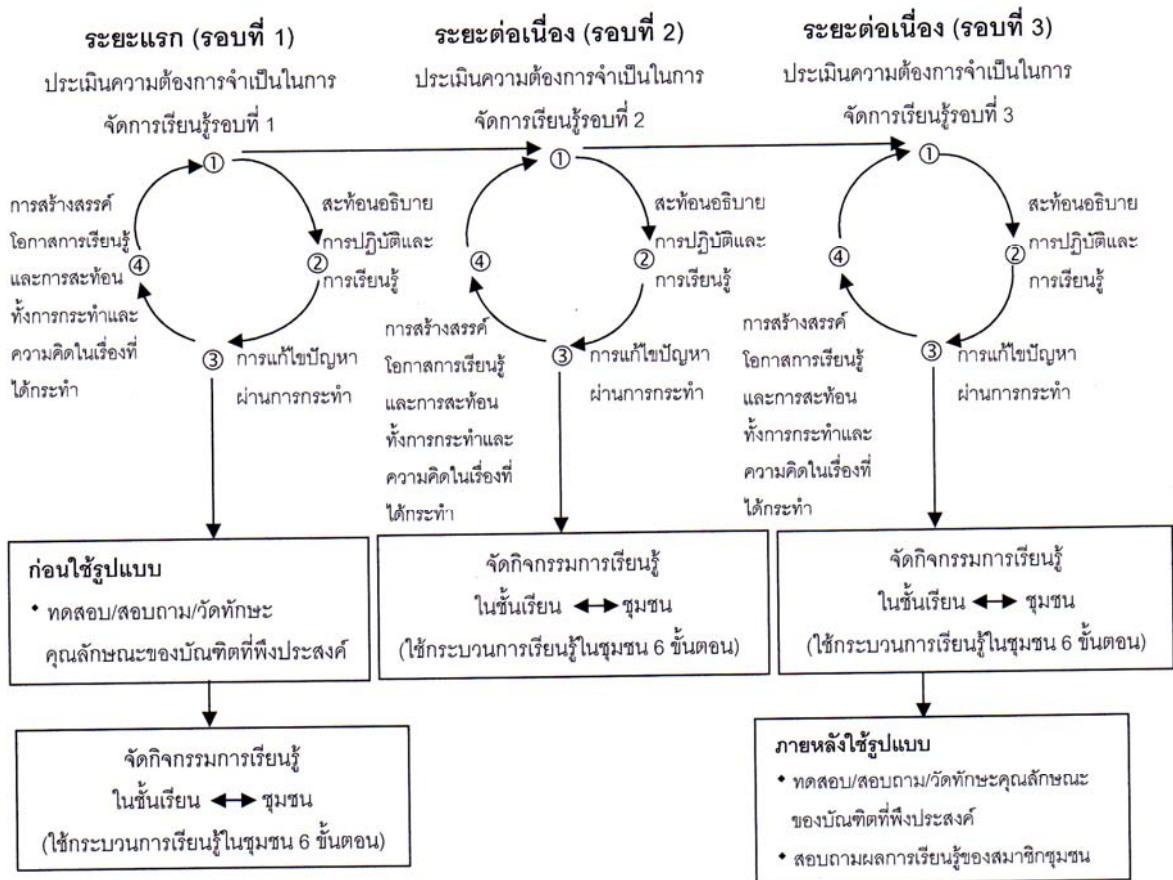 ระยะแรก (รอบที่ 1)
ประเมินความต้องการจำเป็นในการ
จัดการเรียนรู้รอบที่ 1
①
สะท้อนอธิบาย
การปฏิบัติและ
②
การเรียนรู้
③
การแก้ไขปัญหา
ผ่านการกระทำ
④
การสร้างสรรค์
โอกาสการเรียนรู้
และการสะท้อน
ทั้งการกระทำและ
ความคิดในเรื่องที่
ได้กระทำ
ก่อนใช้รูปแบบ
• ทดสอบ/สอบถาม/วัดทักษะ
คุณลักษณะของบัณฑิตที่พึงประสงค์
จัดกิจกรรมการเรียนรู้
ในชั้นเรียน ↔ ชุมชน
(ใช้กระบวนการเรียนรู้ในชุมชน 6 ขั้นตอน)
ระยะต่อเนื่อง (รอบที่ 2)
ประเมินความต้องการจำเป็นในการ
จัดการเรียนรู้รอบที่ 2
①
สะท้อนอธิบาย
การปฏิบัติและ
②
การเรียนรู้
③
การแก้ไขปัญหา
ผ่านการกระทำ
④
การสร้างสรรค์
โอกาสการเรียนรู้
และการสะท้อน
ทั้งการกระทำและ
ความคิดในเรื่องที่
ได้กระทำ
จัดกิจกรรมการเรียนรู้
ในชั้นเรียน ↔ ชุมชน
(ใช้กระบวนการเรียนรู้ในชุมชน 6 ขั้นตอน)
ระยะต่อเนื่อง (รอบที่ 3)
ประเมินความต้องการจำเป็นในการ
จัดการเรียนรู้รอบที่ 3
①
สะท้อนอธิบาย
②
การปฏิบัติและ
การเรียนรู้
③
การแก้ไขปัญหา
ผ่านการกระทำ
④
การสร้างสรรค์
โอกาสการเรียนรู้
และการสะท้อน
ทั้งการกระทำและ
ความคิดในเรื่องที่
ได้กระทำ
จัดกิจกรรมการเรียนรู้
ในชั้นเรียน ↔ ชุมชน
(ใช้กระบวนการเรียนรู้ในชุมชน 6 ขั้นตอน)
ภายหลังใช้รูปแบบ
• ทดสอบ/สอบถาม/วัดทักษะคุณลักษณะ
ของบัณฑิตที่พึงประสงค์
• สอบถามผลการเรียนรู้ของสมาชิกชุมชน